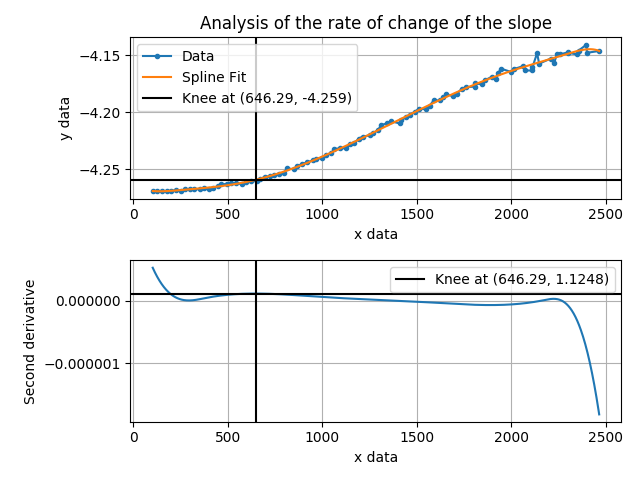 Analysis of the rate of change of the slope
−4.15
−4.20
−4.25
y data
Data
Spline Fit
Knee at (646.29, -4.259)
0 500 1000 1500 2000 2500
x data
0.000000
−0.000001
Second derivative
Knee at (646.29, 1.1248)
0 500 1000 1500 2000 2500
x data